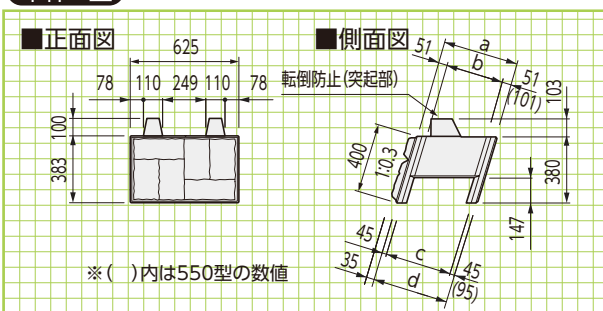 ■正面図
625
78 110 249 110 78
100
383
■側面図
51
a
b
51
(101)
103
転倒防止(突起部)
400
1:0.3
380
147
45
35
c
d
45
(95)
※( )内は550型の数値